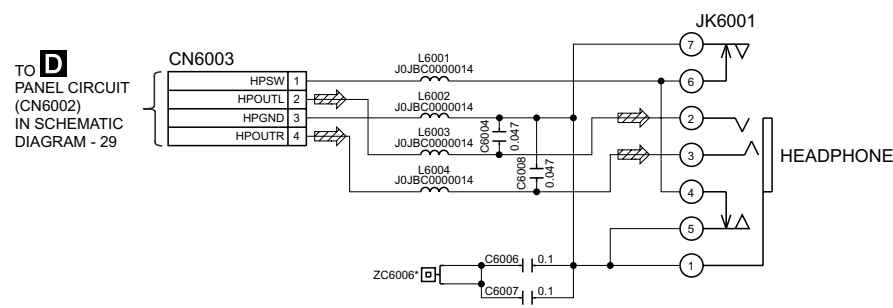 JK6001
TO D
PANEL CIRCUIT
(CN6002)
IN SCHEMATIC
DIAGRAM - 29
CN6003
HPSW 1
HPOUTL 2
HPGND 3
HPOUTR 4
L6001
J0JBC0000014
L6002
J0JBC0000014
L6003
J0JBC0000014
L6004
J0JBC0000014
C6004
0.047
C6008
0.047
7
6
2
3
4
5
1
HEADPHONE
ZC6006*
C6006 0.1
C6007 0.1